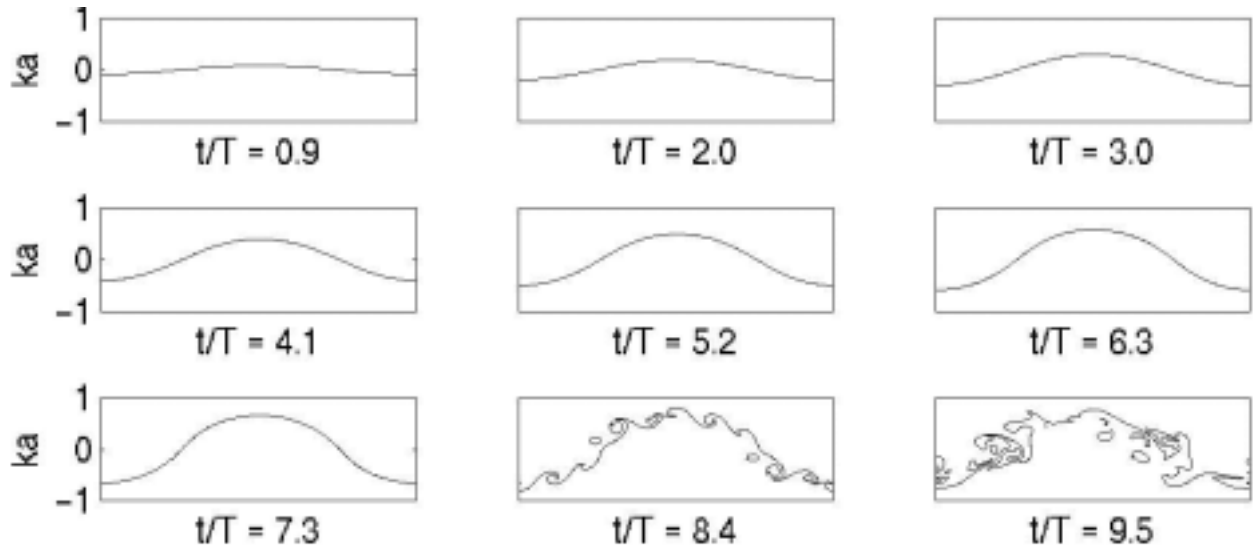 1
ka 0
-1
t/T = 0.9 t/T = 2.0 t/T = 3.0
1
ka 0
-1
t/T = 4.1 t/T = 5.2 t/T = 6.3
1
ka 0
-1
t/T = 7.3 t/T = 8.4 t/T = 9.5